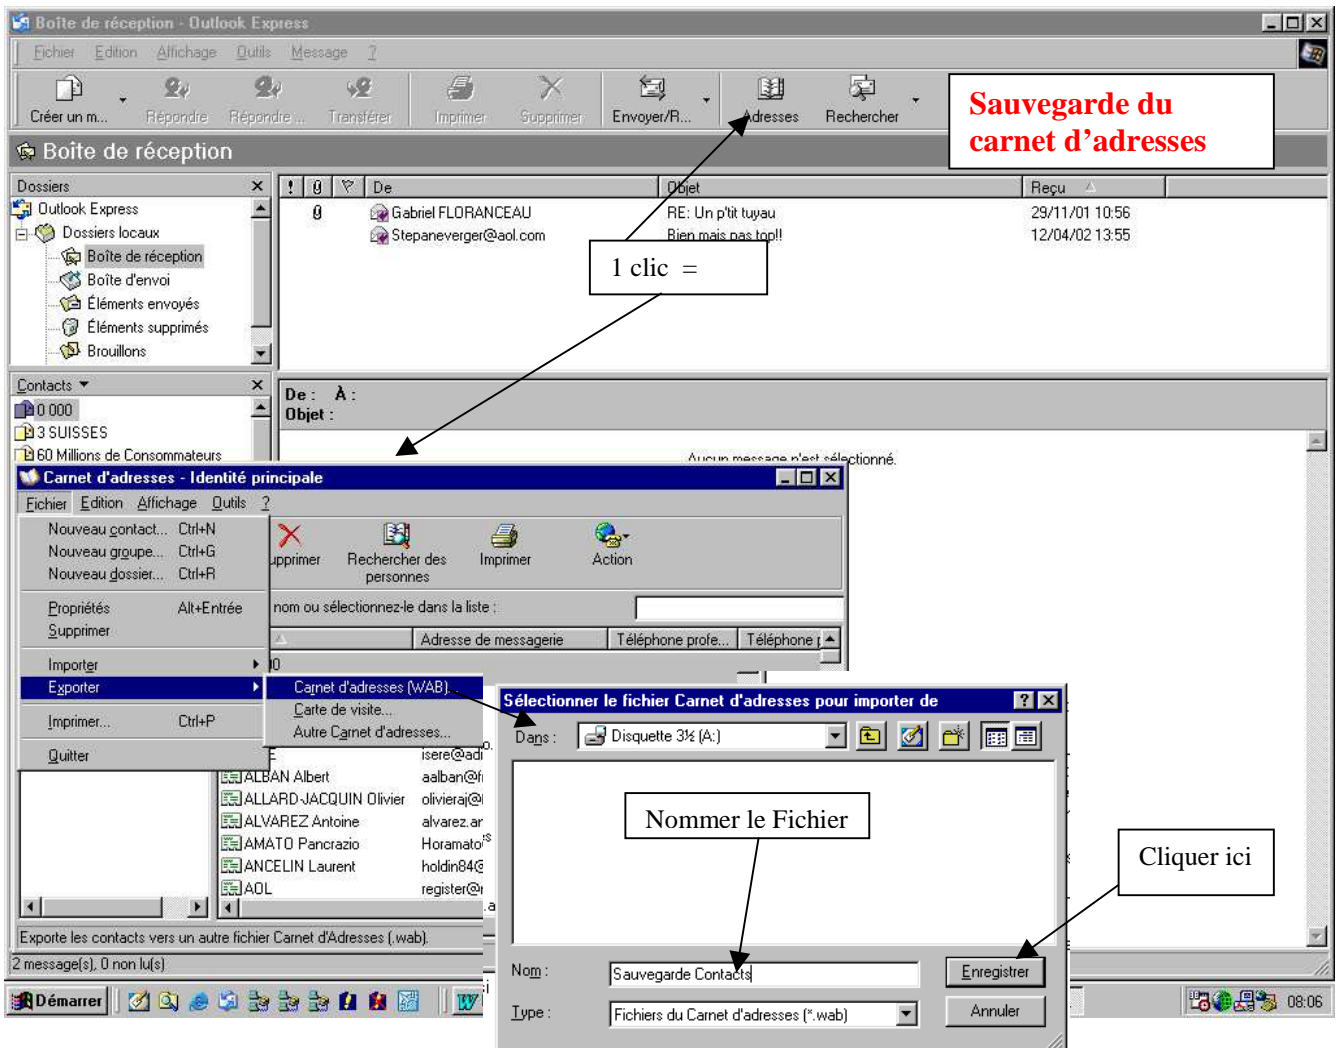 Boîte de réception - Outlook Express
Fichier Edition Affichage Outils Message ?
Créer un m... Répondre Répondre ... Transférer Imprimer Supprimer Envoyer/R... Adresses Rechercher
Sauvegarde du
carnet d'adresses
Boîte de réception
Dossiers
Outlook Express
Dossiers locaux
Boîte de réception
Boîte d'envoi
Éléments envoyés
Éléments supprimés
Brouillons
! De Objet Reçu
Gabriel FLORANCEAU RE: Un p'tit tuyau 29/11/01 10:56
Stepaneverger@aol.com Bien mais pas top!! 12/04/02 13:55
1 clic =
Contacts
0 000
3 SUISSES
60 Millions de Consommateurs
De : À :
Objet :
Aucun message n'est sélectionné.
Carnet d'adresses - Identité principale
Fichier Edition Affichage Outils ?
Nouveau contact... Ctrl+N
Nouveau groupe... Ctrl+G
Nouveau dossier... Ctrl+R
Propriétés Alt+Entrée
Supprimer
Importer
Exporter
Imprimer... Ctrl+P
Quitter
upprimer Rechercher des personnes Imprimer Action
nom ou sélectionnez-le dans la liste :
Adresse de messagerie Téléphone profe... Téléphone
Carnet d'adresses (WAB)...
Carte de visite...
Autre Carnet d'adresses...
isere@adi
ALBAN Albert aalban@f
ALLARD-JACQUIN Olivier olivieraj@
ALVAREZ Antoine alvarez.ar
AMATO Pancrazio Horamato
ANCELIN Laurent holdin84@
AOL register@
Exporte les contacts vers un autre fichier Carnet d'Adresses (.wab).
2 message(s), 0 non lu(s)
Sélectionner le fichier Carnet d'adresses pour importer de
Dans : Disquette 3½ (A:)
Nommer le Fichier
Cliquer ici
Nom : Sauvegarde Contacts Enregistrer
Type : Fichiers du Carnet d'adresses (*.wab) Annuler
Démarrer 08:06